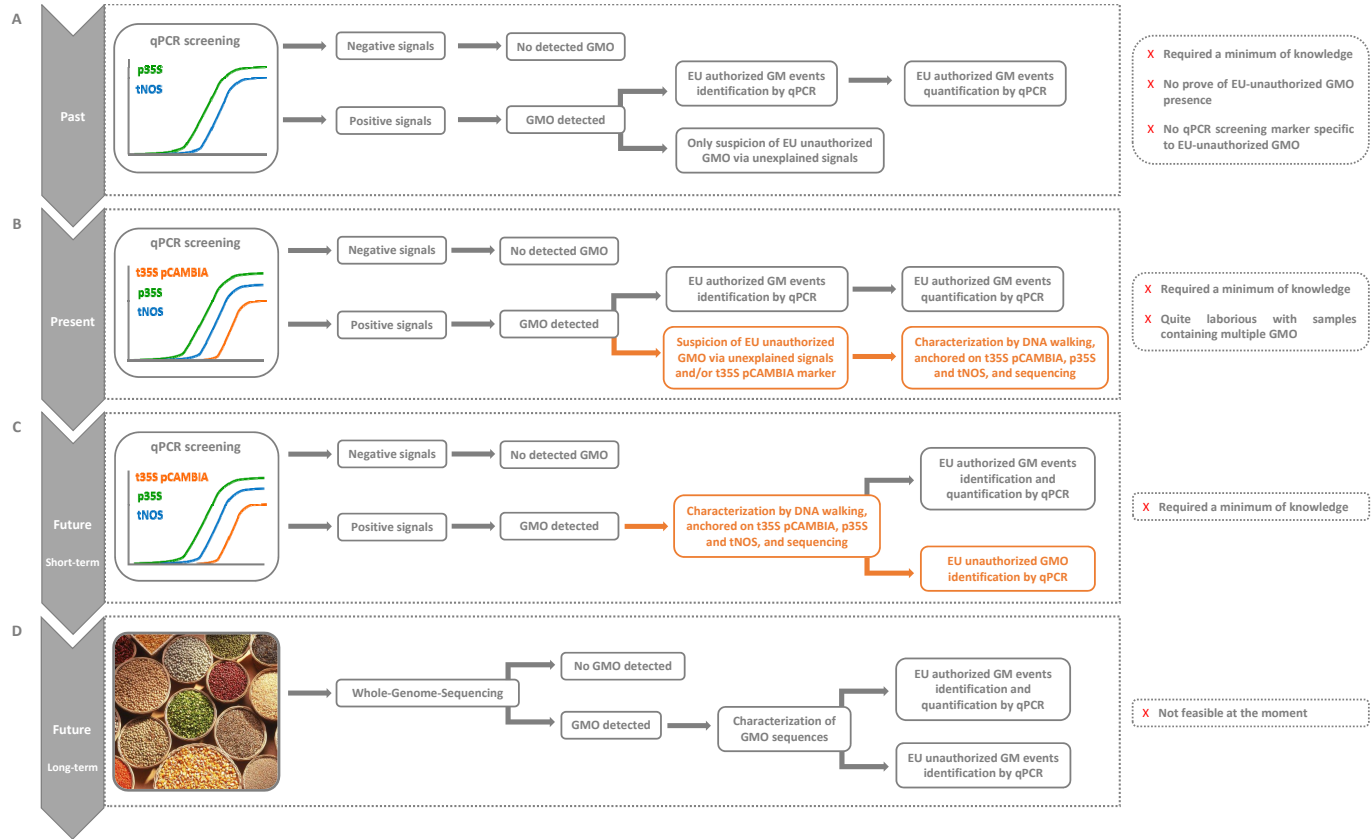 A
Past
qPCR screening
p35S
tNOS
Negative signals
No detected GMO
Positive signals
GMO detected
EU authorized GM events
identification by qPCR
EU authorized GM events
quantification by qPCR
Only suspicion of EU unauthorized
GMO via unexplained signals
X Required a minimum of knowledge
X No prove of EU-unauthorized GMO
presence
X No qPCR screening marker specific
to EU-unauthorized GMO
B
Present
qPCR screening
t35S pCAMBIA
p35S
tNOS
Negative signals
No detected GMO
Positive signals
GMO detected
EU authorized GM events
identification by qPCR
EU authorized GM events
quantification by qPCR
Suspicion of EU unauthorized
GMO via unexplained signals
and/or t35S pCAMBIA marker
Characterization by DNA walking,
anchored on t35S pCAMBIA, p35S
and tNOS, and sequencing
X Required a minimum of knowledge
X Quite laborious with samples
containing multiple GMO
C
Future
Short-term
qPCR screening
t35S pCAMBIA
p35S
tNOS
Negative signals
No detected GMO
Positive signals
GMO detected
Characterization by DNA walking,
anchored on t35S pCAMBIA, p35S
and tNOS, and sequencing
EU authorized GM events
identification and
quantification by qPCR
EU unauthorized GMO
identification by qPCR
X Required a minimum of knowledge
D
Future
Long-term
Whole-Genome-Sequencing
No GMO detected
GMO detected
Characterization of
GMO sequences
EU authorized GM events
identification and
quantification by qPCR
EU unauthorized GM events
identification by qPCR
X Not feasible at the moment